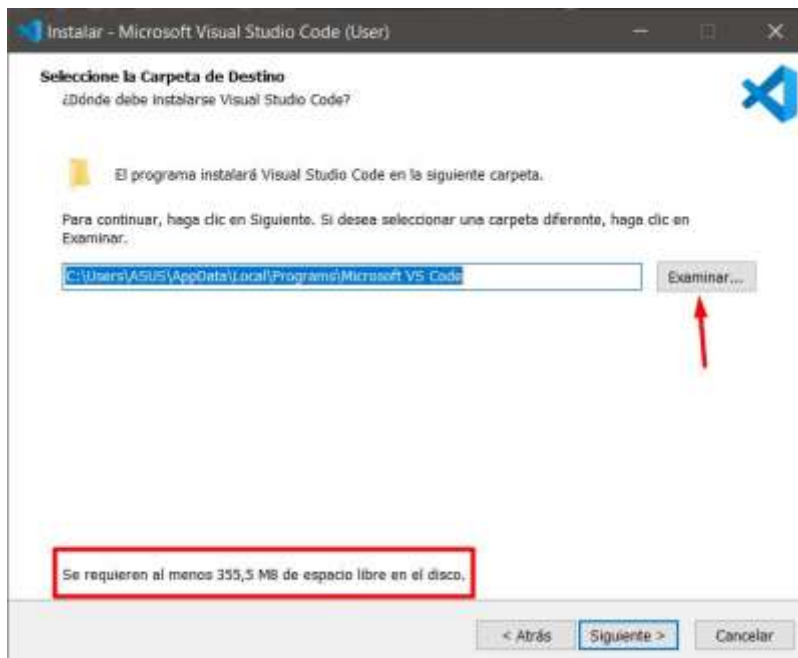 Instalar - Microsoft Visual Studio Code (User)
Seleccione la Carpeta de Destino
¿Dónde debe instalarse Visual Studio Code?
El programa instalará Visual Studio Code en la siguiente carpeta.
Para continuar, haga clic en Siguiente. Si desea seleccionar una carpeta diferente, haga clic en
Examinar.
C:\Users\ASUS\AppData\Local\Programs\Microsoft VS Code
Examinar...
Se requieren al menos 355,5 MB de espacio libre en el disco.
< Atrás
Siguiente >
Cancelar